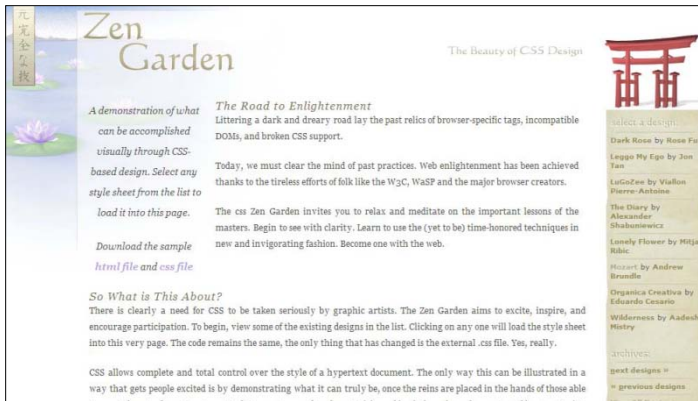 Zen
Garden
The Beauty of CSS Design
A demonstration of what
can be accomplished
visually through CSS-
based design. Select any
style sheet from the list to
load it into this page.
Download the sample
html file and css file
The Road to Enlightenment
Littering a dark and dreary road lay the past relics of browser-specific tags, incompatible
DOMs, and broken CSS support.
Today, we must clear the mind of past practices. Web enlightenment has been achieved
thanks to the tireless efforts of folk like the W3C, WaSP and the major browser creators.
The css Zen Garden invites you to relax and meditate on the important lessons of the
masters. Begin to see with clarity. Learn to use the (yet to be) time-honored techniques in
new and invigorating fashion. Become one with the web.
So What is This About?
There is clearly a need for CSS to be taken seriously by graphic artists. The Zen Garden aims to excite, inspire, and
encourage participation. To begin, view some of the existing designs in the list. Clicking on any one will load the style sheet
into this very page. The code remains the same, the only thing that has changed is the external .css file. Yes, really.
CSS allows complete and total control over the style of a hypertext document. The only way this can be illustrated in a
way that gets people excited is by demonstrating what it can truly be, once the reins are placed in the hands of those able
select a design:
Dark Rose by Rose Fu
Leggo My Ego by Jon
Tan
LuGoZee by Viallon
Pierre-Antoine
The Diary by
Alexander
Shabuniewicz
Lonely Flower by Mitja
Ribic
Mozart by Andrew
Brundle
Organica Creativa by
Eduardo Cesario
Wilderness by Aadesh
Mistry
archives:
next designs »
« previous designs